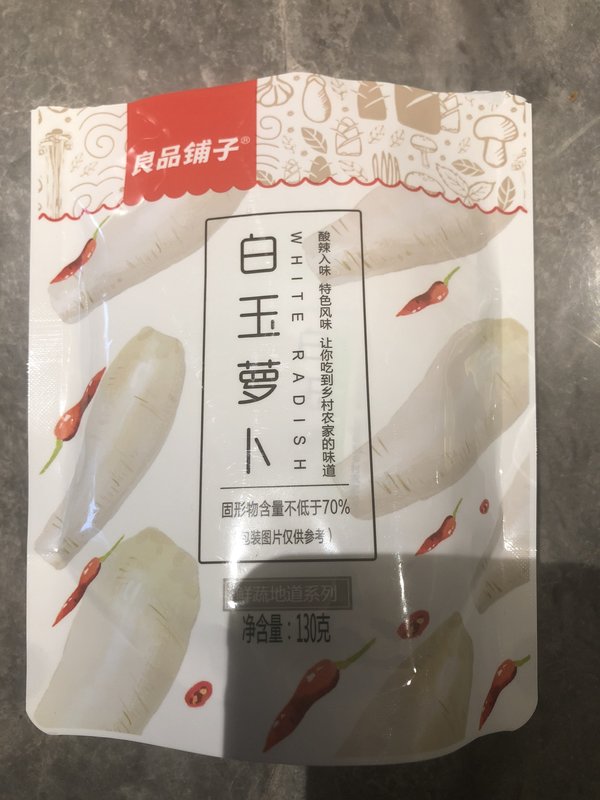 良品铺子®
白玉萝卜
WHITE RADISH
酸辣入味 特色风味 让你吃到乡村农家的味道
固形物含量不低于70%
(包装图片仅供参考)
鲜蔬地道系列
净含量：130克